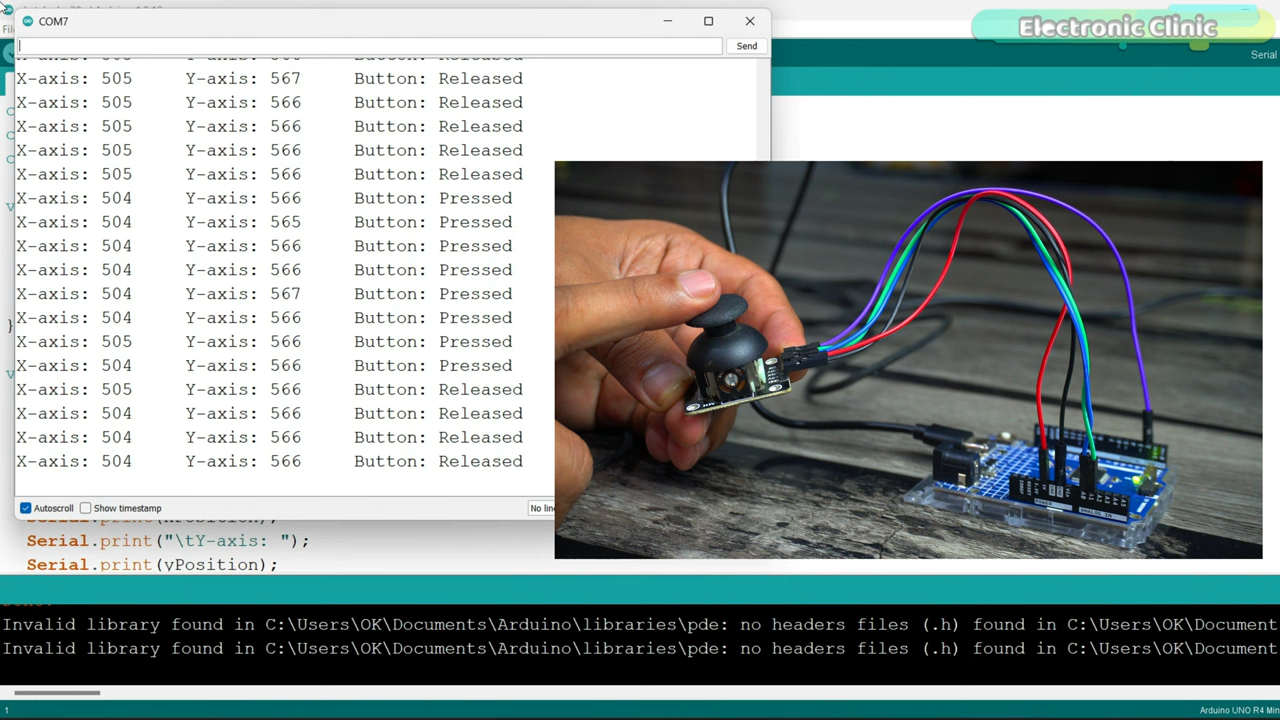 COM7
Electronic Clinic
Send
Serial
X-axis: 505 Y-axis: 567 Button: Released
X-axis: 505 Y-axis: 566 Button: Released
X-axis: 505 Y-axis: 566 Button: Released
X-axis: 505 Y-axis: 566 Button: Released
X-axis: 505 Y-axis: 566 Button: Released
X-axis: 504 Y-axis: 566 Button: Pressed
X-axis: 504 Y-axis: 565 Button: Pressed
X-axis: 504 Y-axis: 566 Button: Pressed
X-axis: 504 Y-axis: 566 Button: Pressed
X-axis: 504 Y-axis: 567 Button: Pressed
X-axis: 504 Y-axis: 566 Button: Pressed
X-axis: 505 Y-axis: 566 Button: Pressed
X-axis: 504 Y-axis: 566 Button: Pressed
X-axis: 505 Y-axis: 566 Button: Released
X-axis: 504 Y-axis: 566 Button: Released
X-axis: 504 Y-axis: 566 Button: Released
X-axis: 504 Y-axis: 566 Button: Released
Autoscroll Show timestamp No line
POWER ANALOG IN
Serial.print("\tY-axis: ");
Serial.print(yPosition);
Invalid library found in C:\Users\OK\Documents\Arduino\libraries\pde: no headers files (.h) found in C:\Users\OK\Document
Invalid library found in C:\Users\OK\Documents\Arduino\libraries\pde: no headers files (.h) found in C:\Users\OK\Document
1 Arduino UNO R4 Min